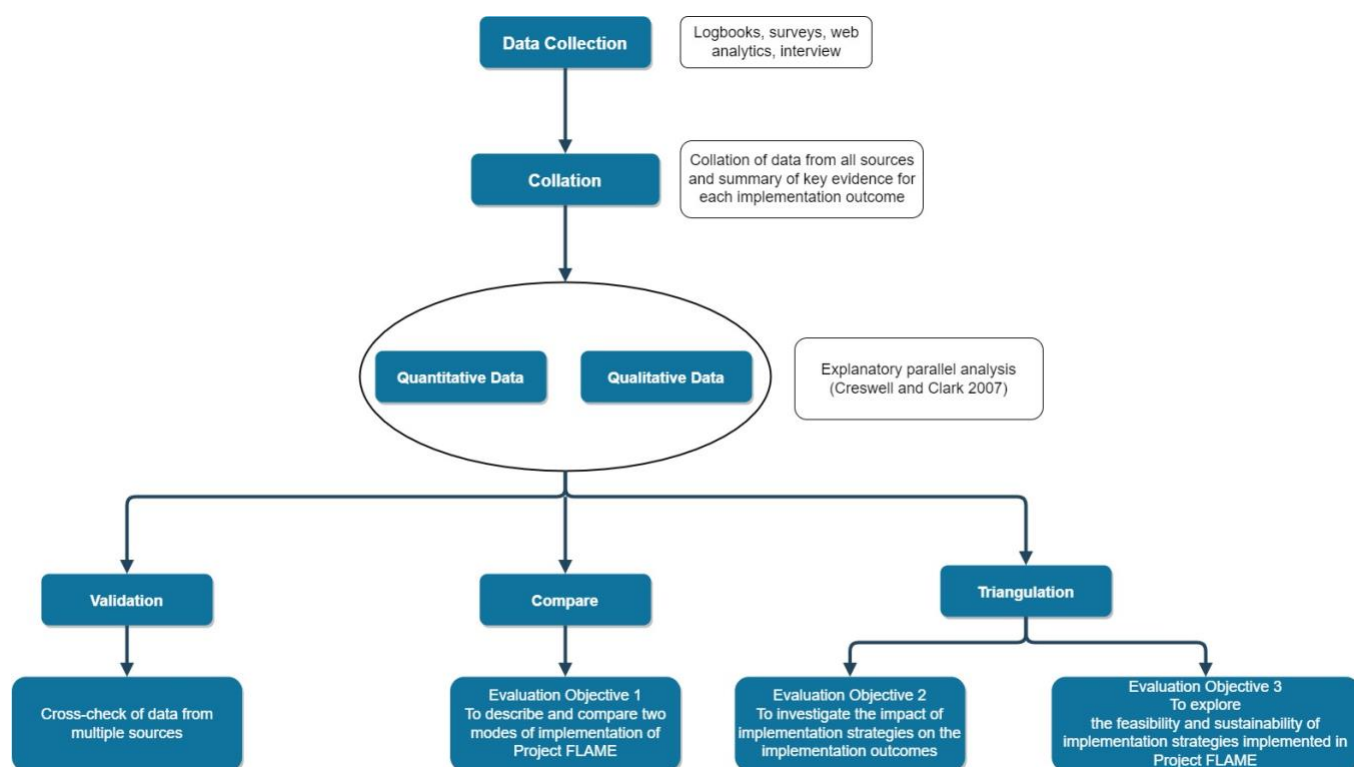 Data Collection
Logbooks, surveys, web
analytics, interview
Collation
Collation of data from all sources
and summary of key evidence for
each implementation outcome
Quantitative Data
Qualitative Data
Explanatory parallel analysis
(Creswell and Clark 2007)
Validation
Compare
Triangulation
Cross-check of data from
multiple sources
Evaluation Objective 1
To describe and compare two
modes of implementation of
Project FLAME
Evaluation Objective 2
To investigate the impact of
implementation strategies on the
implementation outcomes
Evaluation Objective 3
To explore
the feasibility and sustainability of
implementation strategies implemented in
Project FLAME